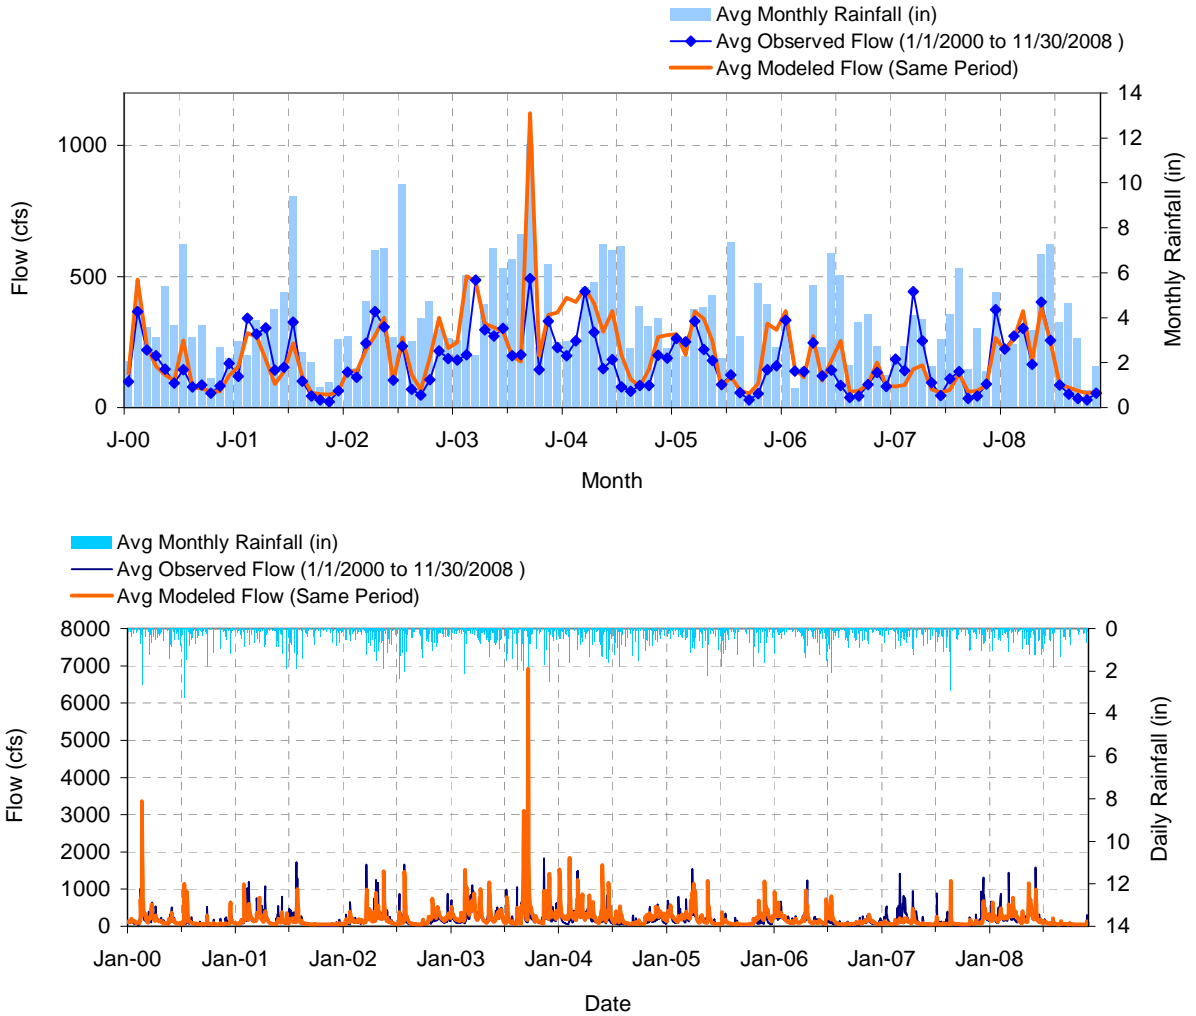 Avg Monthly Rainfall (in)
Avg Observed Flow (1/1/2000 to 11/30/2008 )
Avg Modeled Flow (Same Period)
Flow (cfs)
1000
500
0
14
12
10
8
6
4
2
0
Monthly Rainfall (in)
J-00 J-01 J-02 J-03 J-04 J-05 J-06 J-07 J-08
Month
Avg Monthly Rainfall (in)
Avg Observed Flow (1/1/2000 to 11/30/2008 )
Avg Modeled Flow (Same Period)
Flow (cfs)
8000
7000
6000
5000
4000
3000
2000
1000
0
0
2
4
6
8
10
12
14
Daily Rainfall (in)
Jan-00 Jan-01 Jan-02 Jan-03 Jan-04 Jan-05 Jan-06 Jan-07 Jan-08
Date